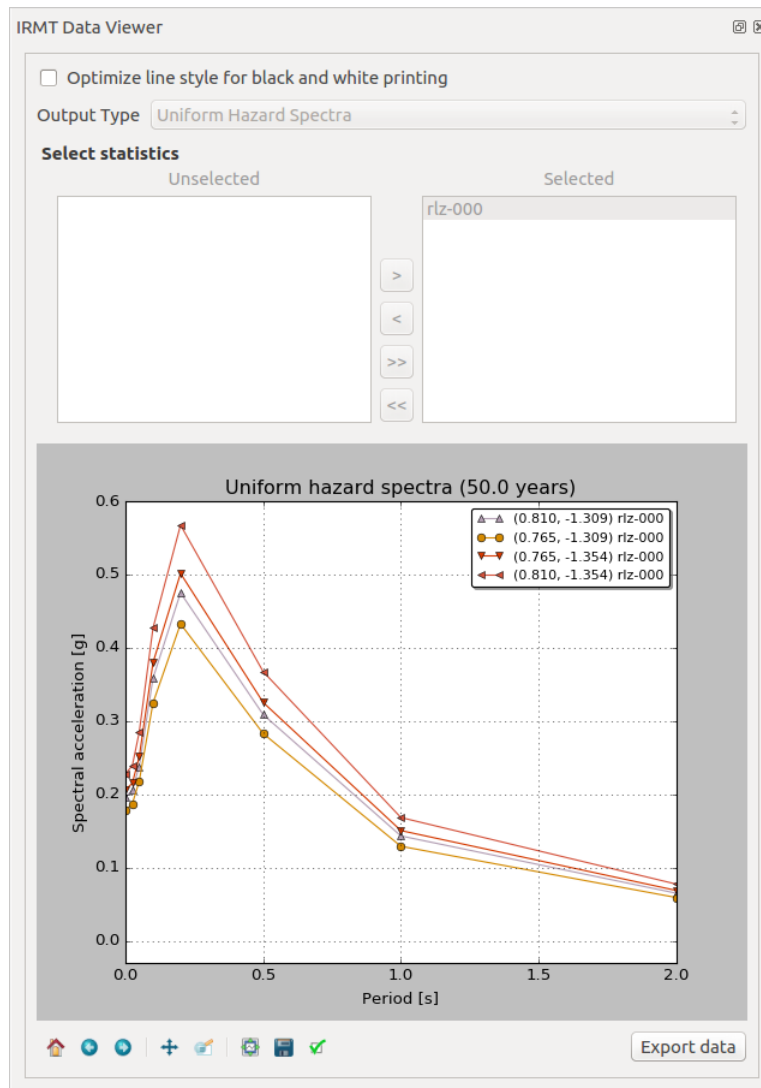 IRMT Data Viewer
Optimize line style for black and white printing
Output Type Uniform Hazard Spectra
Select statistics
Unselected Selected
rlz-000
>
<
>>
<<
Uniform hazard spectra (50.0 years)
(0.810, -1.309) rlz-000
(0.765, -1.309) rlz-000
(0.765, -1.354) rlz-000
(0.810, -1.354) rlz-000
Spectral acceleration [g]
0.6
0.5
0.4
0.3
0.2
0.1
0.0
0.0 0.5 1.0 1.5 2.0
Period [s]
Export data